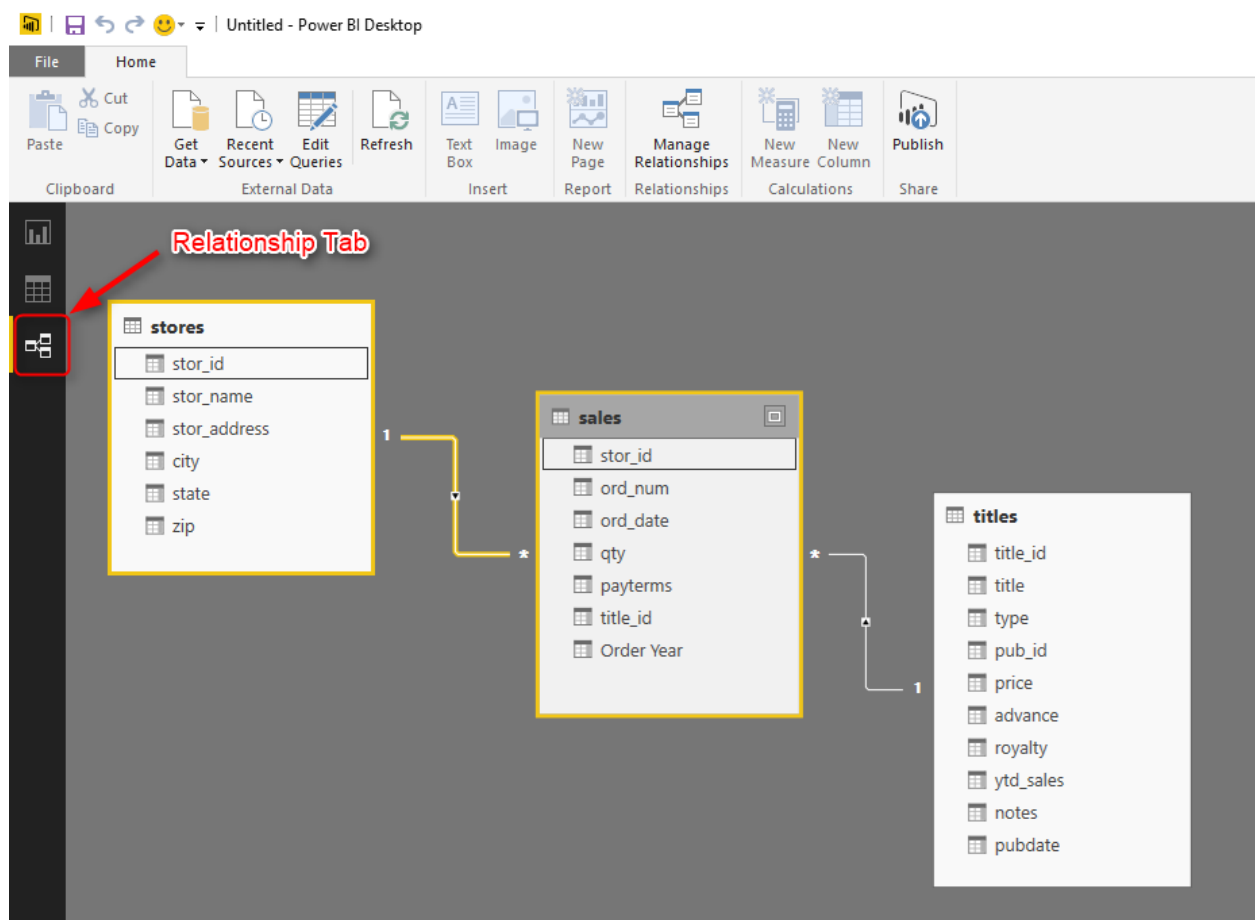 Untitled - Power BI Desktop
File Home
Cut
Copy
Paste
Get Data
Recent Sources
Edit Queries
Refresh
Text Box
Image
New Page
Manage Relationships
New Measure
New Column
Publish
Clipboard External Data Insert Report Relationships Calculations Share
Relationship Tab
stores
stor_id
stor_name
stor_address
city
state
zip
1
*
sales
stor_id
ord_num
ord_date
qty
payterms
title_id
Order Year
*
1
titles
title_id
title
type
pub_id
price
advance
royalty
ytd_sales
notes
pubdate